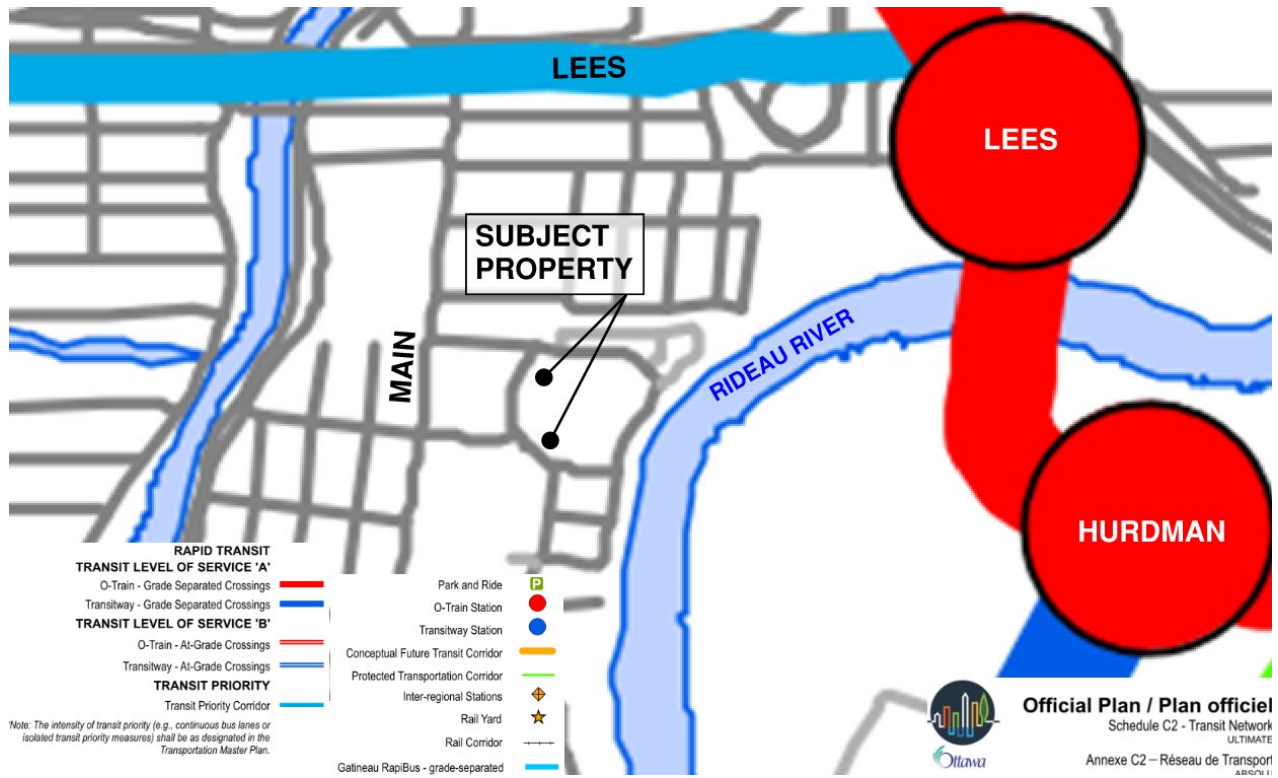 LEES
LEES
SUBJECT
PROPERTY
MAIN
RIDEAU RIVER
HURDMAN
RAPID TRANSIT
TRANSIT LEVEL OF SERVICE 'A'
O-Train - Grade Separated Crossings
Transitway - Grade Separated Crossings
TRANSIT LEVEL OF SERVICE 'B'
O-Train - At-Grade Crossings
Transitway - At-Grade Crossings
TRANSIT PRIORITY
Transit Priority Corridor
Note: The intensity of transit priority (e.g., continuous bus lanes or
isolated transit priority measures) shall be as designated in the
Transportation Master Plan.
Park and Ride
P
O-Train Station
Transitway Station
Conceptual Future Transit Corridor
Protected Transportation Corridor
Inter-regional Stations
Rail Yard
Rail Corridor
Gatineau RapiBus - grade-separated
Ottawa
Official Plan / Plan officiel
Schedule C2 - Transit Network
ULTIMATE
Annexe C2 – Réseau de Transport
ABSOLU